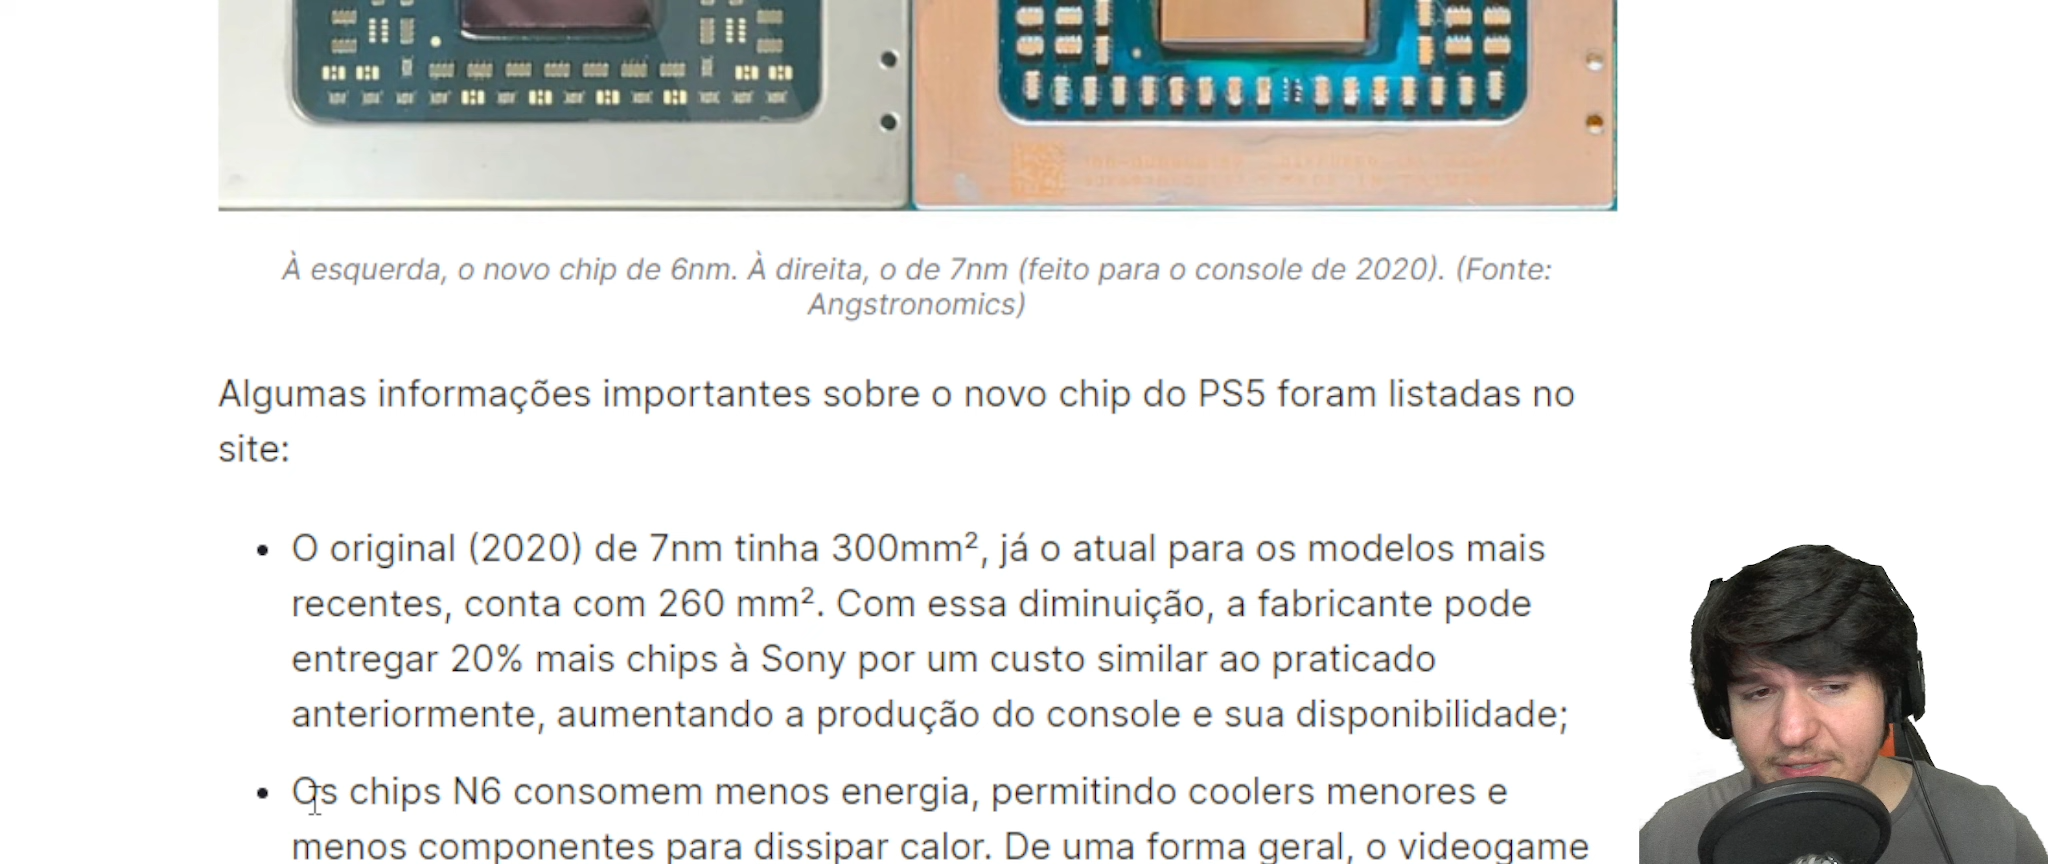 À esquerda, o novo chip de 6nm. À direita, o de 7nm (feito para o console de 2020). (Fonte:
Angstronomics)
Algumas informações importantes sobre o novo chip do PS5 foram listadas no
site:
• O original (2020) de 7nm tinha 300mm², já o atual para os modelos mais
recentes, conta com 260 mm². Com essa diminuição, a fabricante pode
entregar 20% mais chips à Sony por um custo similar ao praticado
anteriormente, aumentando a produção do console e sua disponibilidade;
• Os chips N6 consomem menos energia, permitindo coolers menores e
menos componentes para dissipar calor. De uma forma geral, o videogame